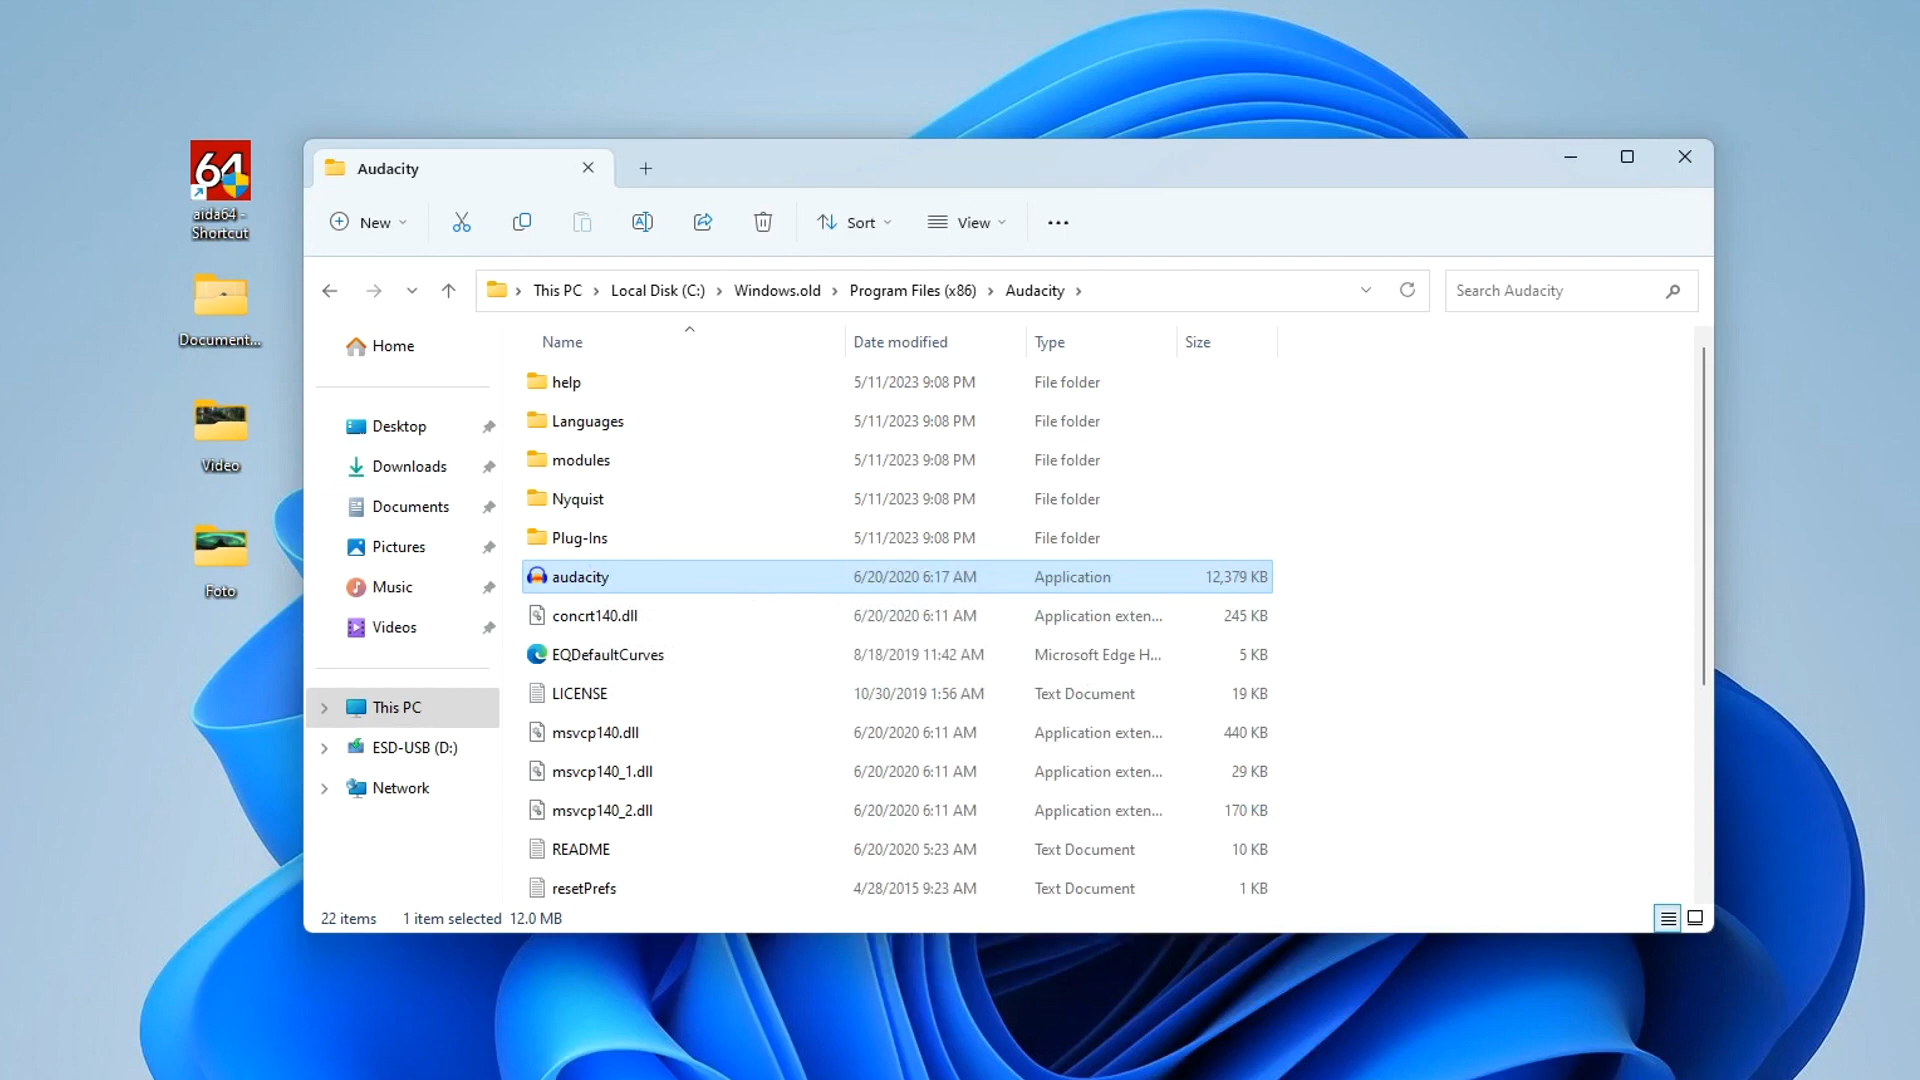 64
aida64 -
Shortcut
Document...
Video
Foto
Audacity
New
Sort
View
This PC > Local Disk (C:) > Windows.old > Program Files (x86) > Audacity >
Search Audacity
Home
Desktop
Downloads
Documents
Pictures
Music
Videos
This PC
ESD-USB (D:)
Network
Name Date modified Type Size
help 5/11/2023 9:08 PM File folder
Languages 5/11/2023 9:08 PM File folder
modules 5/11/2023 9:08 PM File folder
Nyquist 5/11/2023 9:08 PM File folder
Plug-Ins 5/11/2023 9:08 PM File folder
audacity 6/20/2020 6:17 AM Application 12,379 KB
concrt140.dll 6/20/2020 6:11 AM Application exten... 245 KB
EQDefaultCurves 8/18/2019 11:42 AM Microsoft Edge H... 5 KB
LICENSE 10/30/2019 1:56 AM Text Document 19 KB
msvcp140.dll 6/20/2020 6:11 AM Application exten... 440 KB
msvcp140_1.dll 6/20/2020 6:11 AM Application exten... 29 KB
msvcp140_2.dll 6/20/2020 6:11 AM Application exten... 170 KB
README 6/20/2020 5:23 AM Text Document 10 KB
resetPrefs 4/28/2015 9:23 AM Text Document 1 KB
22 items 1 item selected 12.0 MB